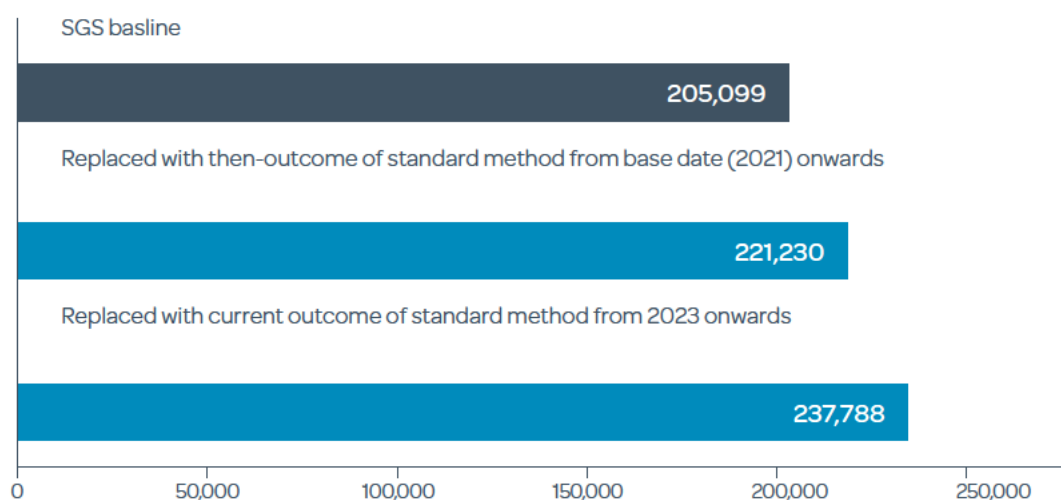 SGS basline
205,099
Replaced with then-outcome of standard method from base date (2021) onwards
221,230
Replaced with current outcome of standard method from 2023 onwards
237,788
0 50,000 100,000 150,000 200,000 250,000